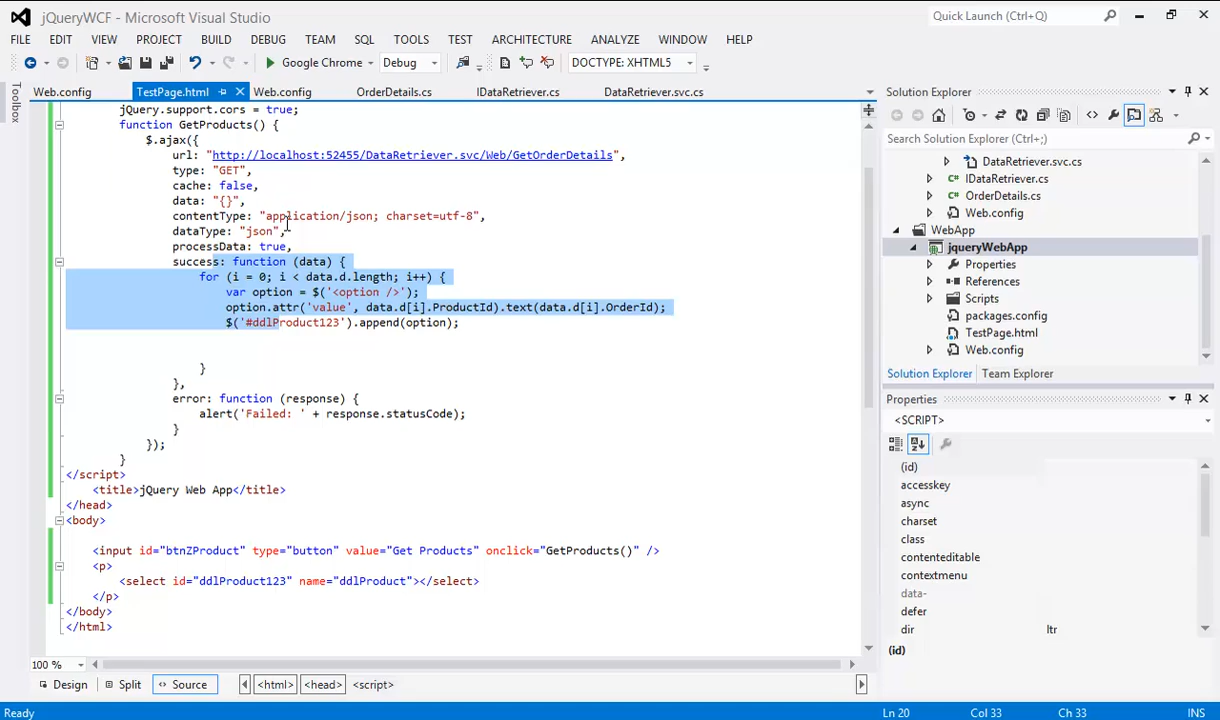 jQueryWCF - Microsoft Visual Studio
Quick Launch (Ctrl+Q)
FILE EDIT VIEW PROJECT BUILD DEBUG TEAM SQL TOOLS TEST ARCHITECTURE ANALYZE WINDOW HELP
Google Chrome Debug DOCTYPE: XHTML5
Toolbox
Web.config TestPage.html Web.config OrderDetails.cs IDataRetriever.cs DataRetriever.svc.cs
jQuery.support.cors = true;
function GetProducts() {
$.ajax({
url: "http://localhost:52455/DataRetriever.svc/Web/GetOrderDetails",
type: "GET",
cache: false,
data: "{}",
contentType: "application/json; charset=utf-8",
dataType: "json",
processData: true,
success: function (data) {
for (i = 0; i < data.d.length; i++) {
var option = $('<option />');
option.attr('value', data.d[i].ProductId).text(data.d[i].OrderId);
$('#ddlProduct123').append(option);
}
},
error: function (response) {
alert('Failed: ' + response.statusCode);
}
});
}
</script>
<title>jQuery Web App</title>
</head>
<body>
<input id="btnZProduct" type="button" value="Get Products" onclick="GetProducts()" />
<p>
<select id="ddlProduct123" name="ddlProduct"></select>
</p>
</body>
</html>
100 %
Design Split Source <html> <head> <script>
Solution Explorer
Search Solution Explorer (Ctrl+;)
DataRetriever.svc.cs
IDataRetriever.cs
OrderDetails.cs
Web.config
WebApp
jqueryWebApp
Properties
References
Scripts
packages.config
TestPage.html
Web.config
Solution Explorer Team Explorer
Properties
<SCRIPT>
(id)
accesskey
async
charset
class
contenteditable
contextmenu
data-
defer
dir ltr
(id)
Ready Ln 20 Col 33 Ch 33 INS